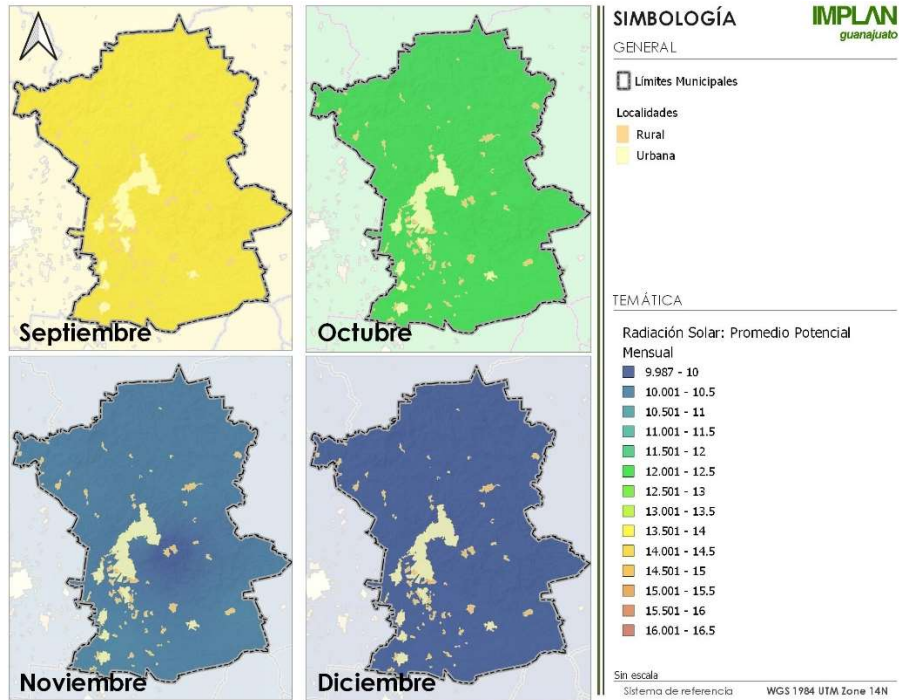 Septiembre
Octubre
Noviembre
Diciembre
SIMBOLOGÍA
IMPLAN
guanajuato
GENERAL
Límites Municipales
Localidades
Rural
Urbana
TEMÁTICA
Radiación Solar: Promedio Potencial
Mensual
9.987 - 10
10.001 - 10.5
10.501 - 11
11.001 - 11.5
11.501 - 12
12.001 - 12.5
12.501 - 13
13.001 - 13.5
13.501 - 14
14.001 - 14.5
14.501 - 15
15.001 - 15.5
15.501 - 16
16.001 - 16.5
Sin escala
Sistema de referencia WGS 1984 UTM Zone 14N